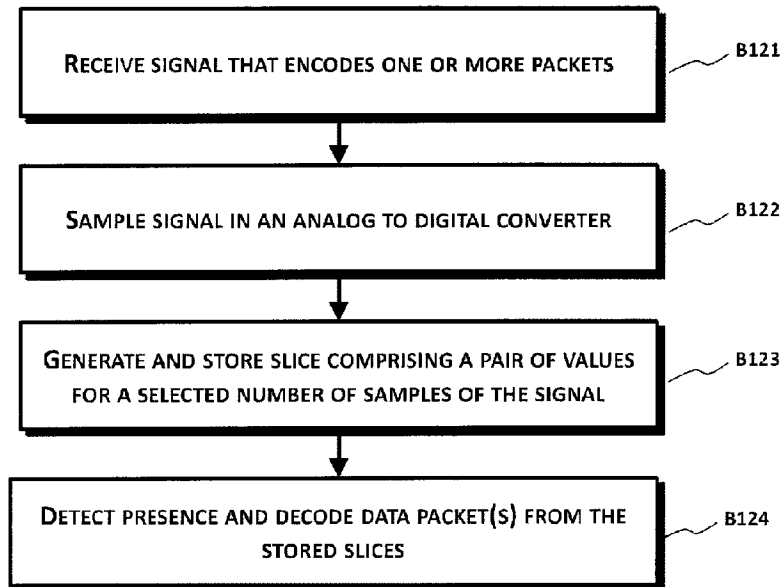 RECEIVE SIGNAL THAT ENCODES ONE OR MORE PACKETS
B121
SAMPLE SIGNAL IN AN ANALOG TO DIGITAL CONVERTER
B122
GENERATE AND STORE SLICE COMPRISING A PAIR OF VALUES
FOR A SELECTED NUMBER OF SAMPLES OF THE SIGNAL
B123
DETECT PRESENCE AND DECODE DATA PACKET(S) FROM THE
STORED SLICES
B124